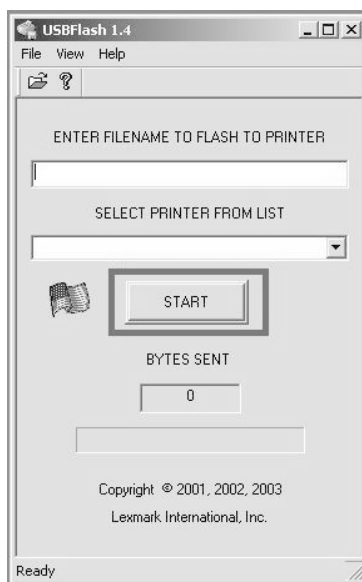 USBFlash 1.4
File View Help
ENTER FILENAME TO FLASH TO PRINTER
SELECT PRINTER FROM LIST
START
BYTES SENT
0
Copyright © 2001, 2002, 2003
Lexmark International, Inc.
Ready